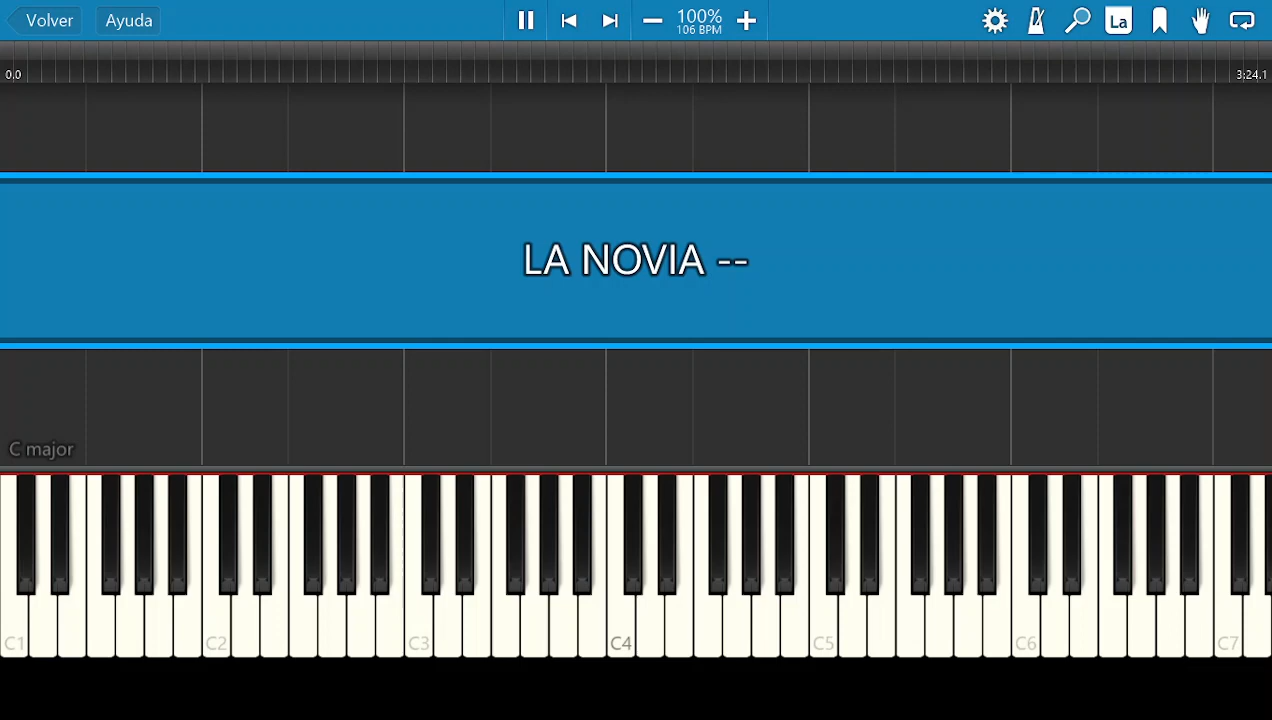 Volver Ayuda 100% La
106 BPM
0.0 3:24.1
LA NOVIA --
C major
C1 C2 C3 C4 C5 C6 C7